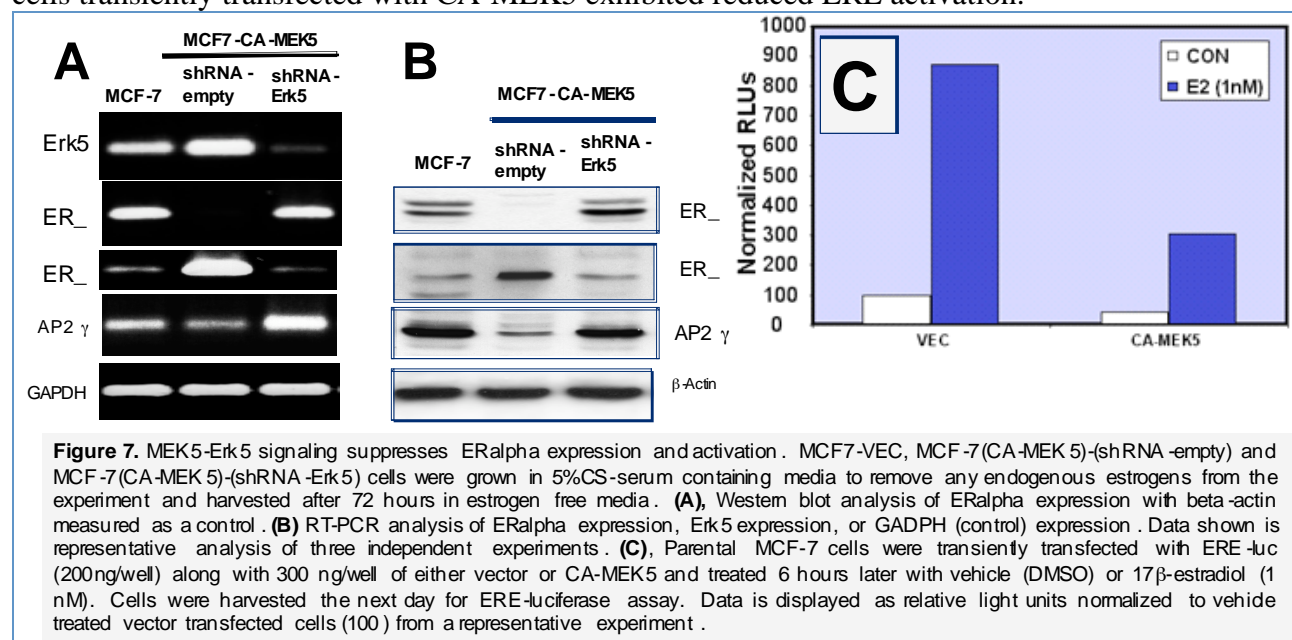 cells transiently transfected with CA-MEK5 exhibited reduced ERE activation.
A
MCF7-CA-MEK5
MCF-7
shRNA-
empty
shRNA-
Erk5
Erk5
ER_
ER_
AP2 γ
GAPDH
B
MCF7-CA-MEK5
MCF-7
shRNA-
empty
shRNA-
Erk5
ER_
ER_
AP2 γ
β-Actin
C
Normalized RLUs
1000
900
800
700
600
500
400
300
200
100
0
CON
E2 (1nM)
VEC
CA-MEK5
Figure 7. MEK5-Erk5 signaling suppresses ERalpha expression and activation. MCF7-VEC, MCF-7(CA-MEK5)-(shRNA-empty) and
MCF-7(CA-MEK5)-(shRNA-Erk5) cells were grown in 5%CS-serum containing media to remove any endogenous estrogens from the
experiment and harvested after 72 hours in estrogen free media. (A), Western blot analysis of ERalpha expression with beta-actin
measured as a control. (B) RT-PCR analysis of ERalpha expression, Erk5 expression, or GADPH (control) expression. Data shown is
representative analysis of three independent experiments. (C), Parental MCF-7 cells were transiently transfected with ERE-luc
(200ng/well) along with 300 ng/well of either vector or CA-MEK5 and treated 6 hours later with vehicle (DMSO) or 17β-estradiol (1
nM). Cells were harvested the next day for ERE-luciferase assay. Data is displayed as relative light units normalized to vehicle
treated vector transfected cells (100) from a representative experiment.